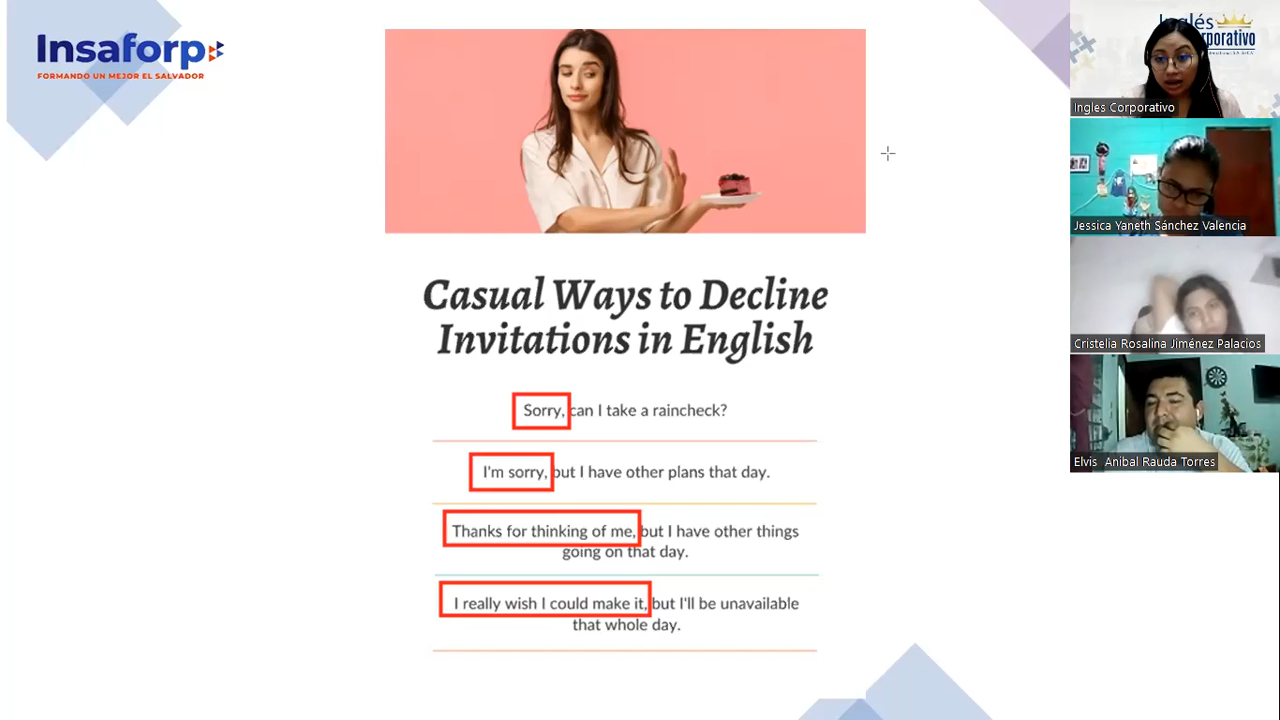 Insaforp
FORMANDO UN MEJOR EL SALVADOR
Casual Ways to Decline
Invitations in English
Sorry, can I take a raincheck?
I'm sorry, but I have other plans that day.
Thanks for thinking of me, but I have other things
going on that day.
I really wish I could make it, but I'll be unavailable
that whole day.
Inglés
Corporativo
Ingles Corporativo
Jessica Yaneth Sánchez Valencia
Cristelia Rosalina Jiménez Palacios
Elvis Anibal Rauda Torres